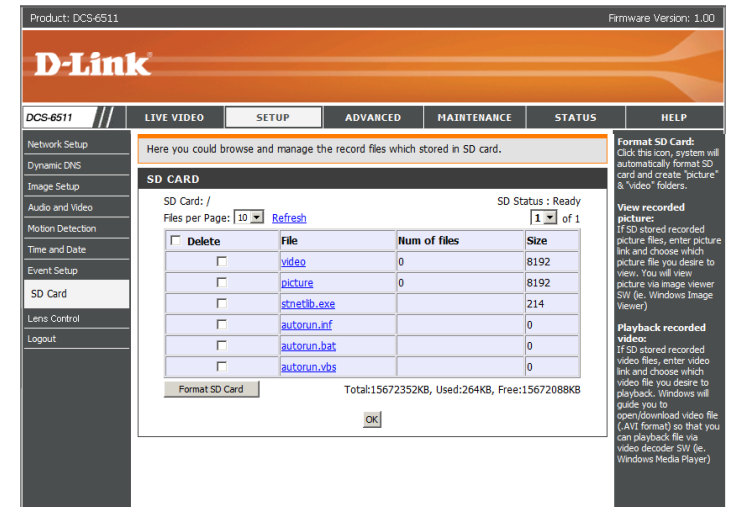 Product: DCS-6511 Firmware Version: 1.00
D-Link
DCS-6511 // LIVE VIDEO SETUP ADVANCED MAINTENANCE STATUS HELP
Network Setup
Dynamic DNS
Image Setup
Audio and Video
Motion Detection
Time and Date
Event Setup
SD Card
Lens Control
Logout
Here you could browse and manage the record files which stored in SD card.
SD CARD
SD Card: / SD Status : Ready
Files per Page: 10 Refresh 1 of 1
Delete File Num of files Size
video 0 8192
picture 0 8192
stnetlib.exe 214
autorun.inf 0
autorun.bat 0
autorun.vbs 0
Format SD Card Total:15672352KB, Used:264KB, Free:15672088KB
OK
Format SD Card:
Click this icon, system will
automatically format SD
card and create "picture"
& "video" folders.
View recorded
picture:
If SD stored recorded
picture files, enter picture
link and choose which
picture file you desire to
view. You will view
picture via image viewer
SW (ie. Windows Image
Viewer)
Playback recorded
video:
If SD stored recorded
video files, enter video
link and choose which
video file you desire to
playback. Windows will
guide you to
open/download video file
(.AVI format) so that you
can playback file via
video decoder SW (ie.
Windows Media Player)